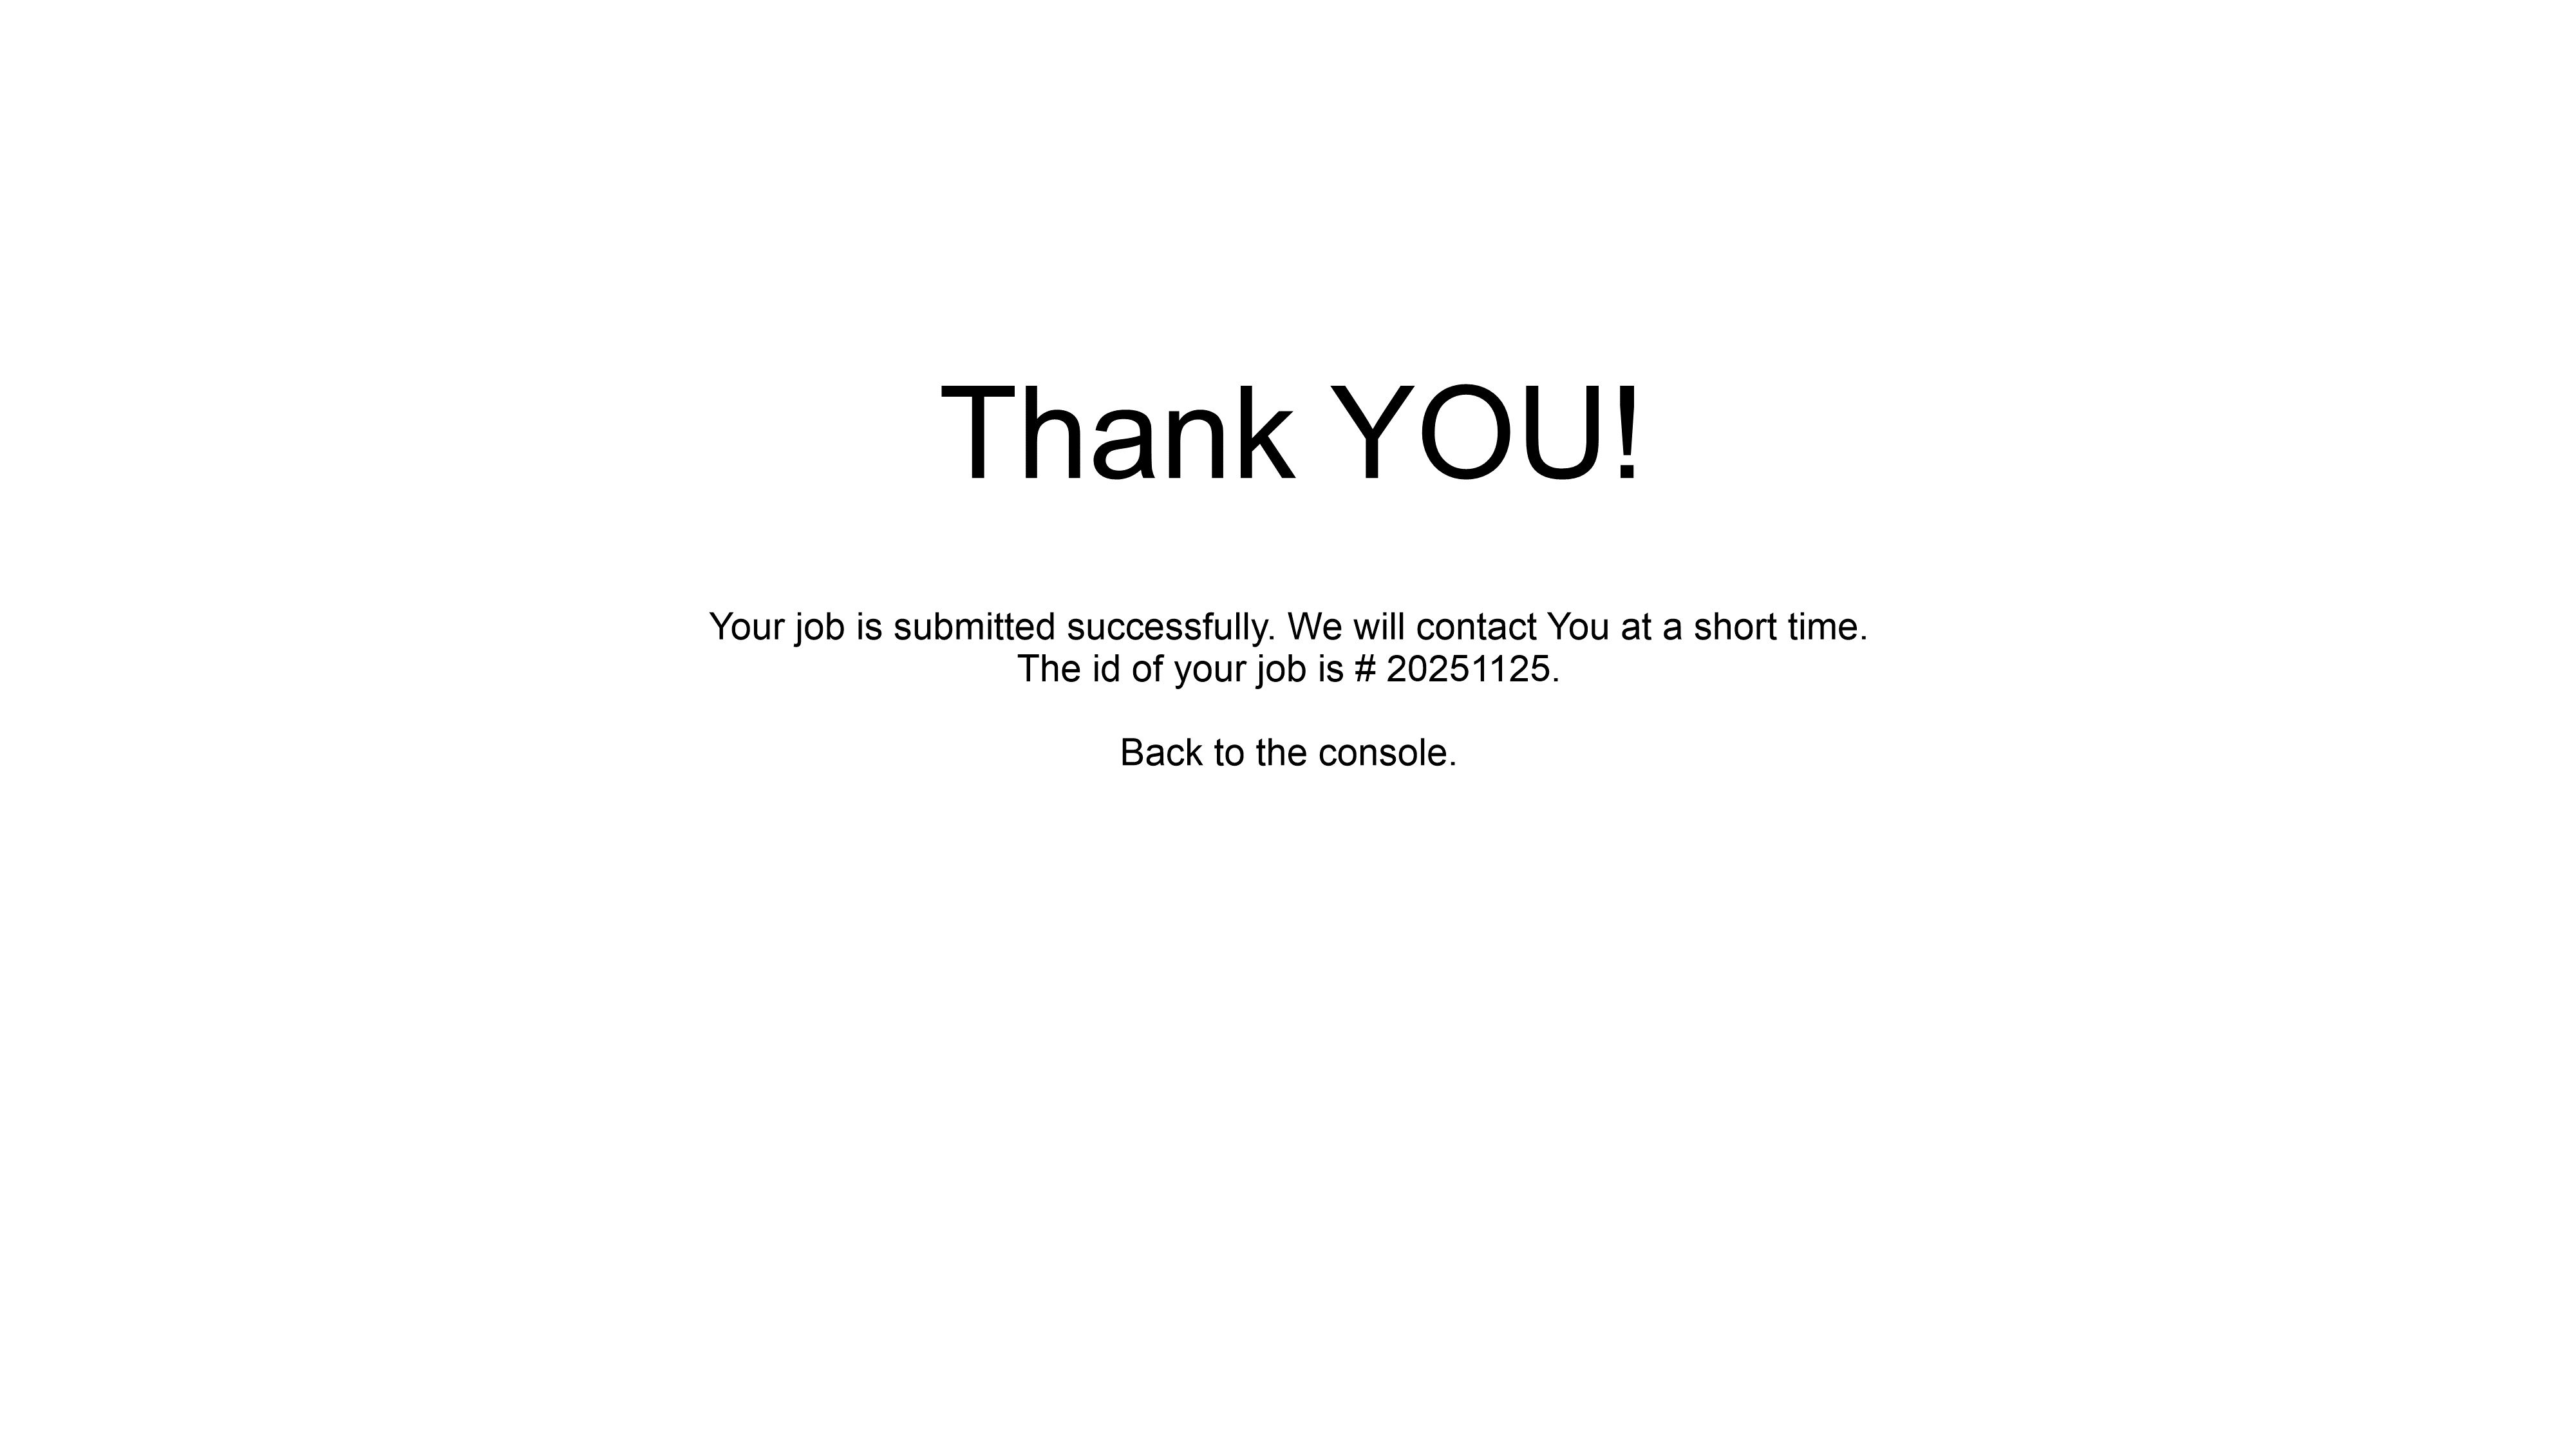 Thank YOU!
Your job is submitted successfully. We will contact You at a short time.
The id of your job is # 20251125.
Back to the console.